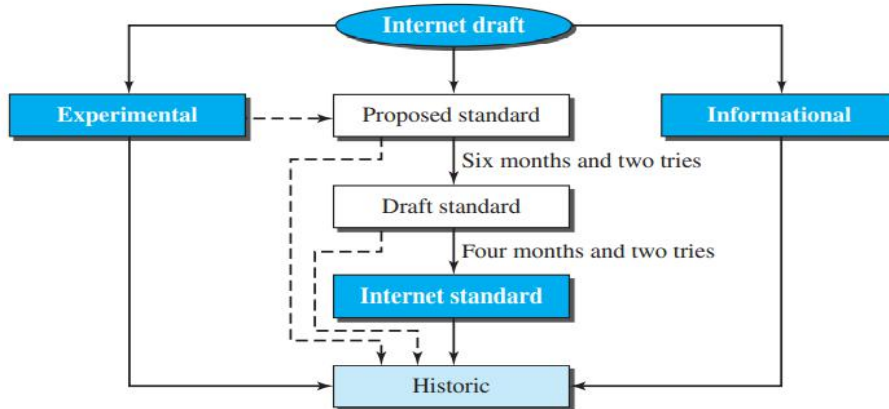 Internet draft
Experimental
Proposed standard
Informational
Six months and two tries
Draft standard
Four months and two tries
Internet standard
Historic